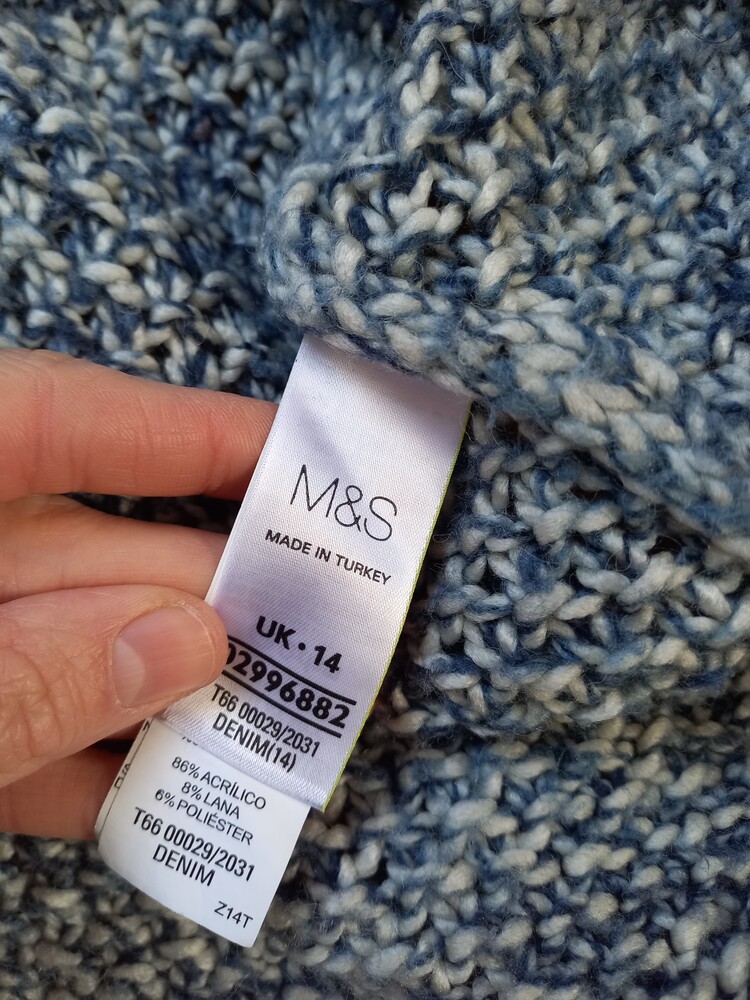 M&S
MADE IN TURKEY
UK • 14
02996882
T66 00029/2031
DENIM(14)
86% ACRÍLICO
8% LANA
6% POLIÉSTER
T66 00029/2031
DENIM
Z14T